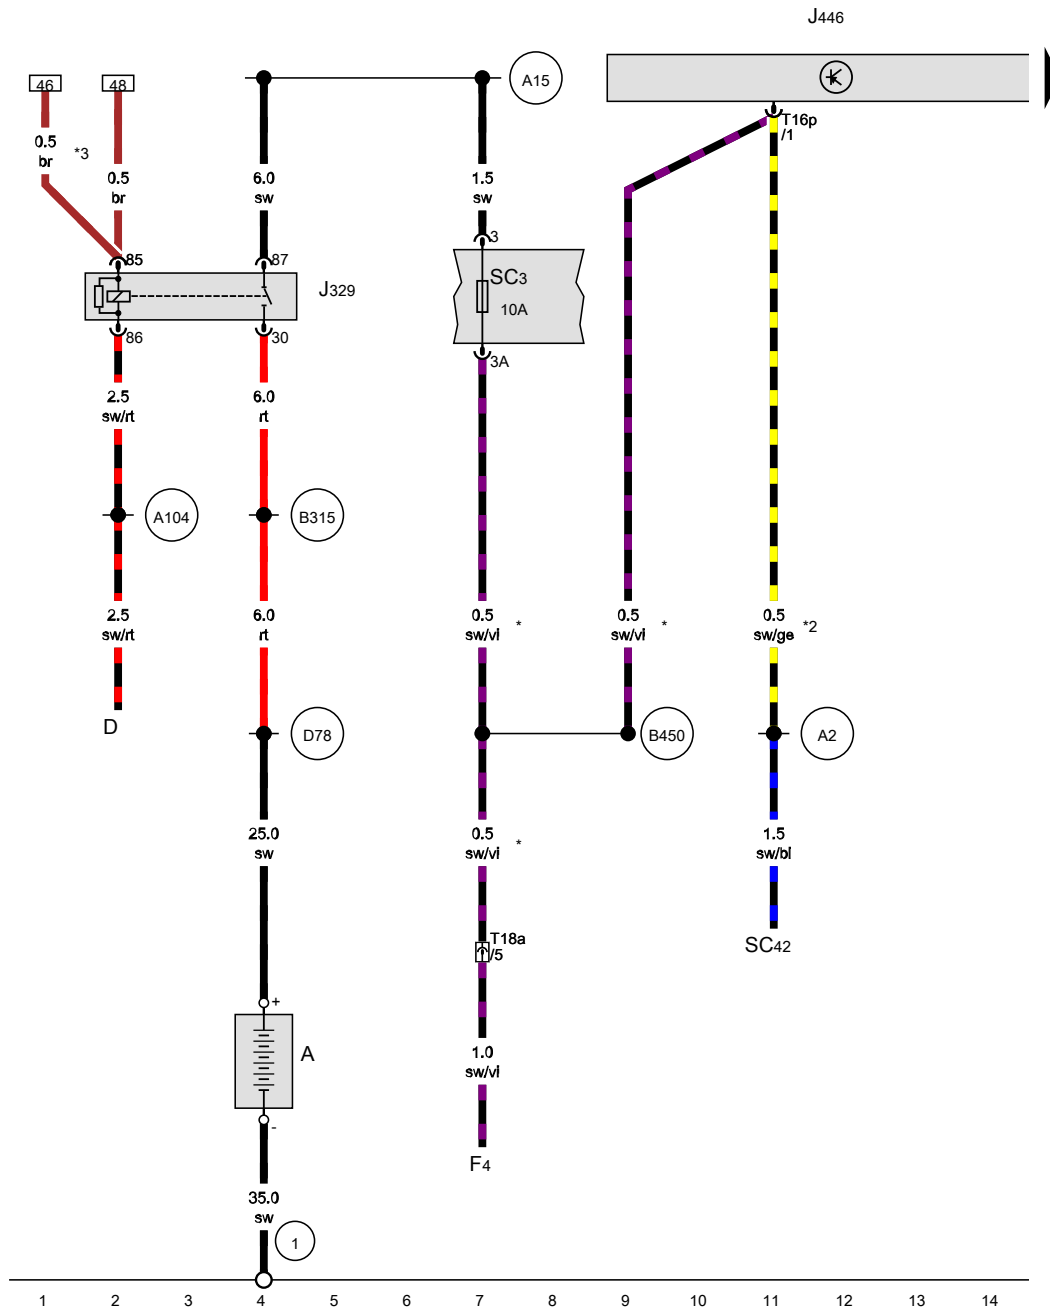 J446
46
48
A15
T16p
/1
0.5
br
*3
0.5
br
6.0
sw
1.5
sw
3
85
87
J329
SC3
10A
86
30
3A
2.5
sw/rt
6.0
rt
A104
B315
2.5
sw/rt
6.0
rt
0.5
sw/vi
*
0.5
sw/vi
*
0.5
sw/ge
*2
D
D78
B450
A2
25.0
sw
0.5
sw/vi
*
1.5
sw/bl
T18a
/5
SC42
+
A
1.0
sw/vi
-
F4
35.0
sw
1
1 2 3 4 5 6 7 8 9 10 11 12 13 14